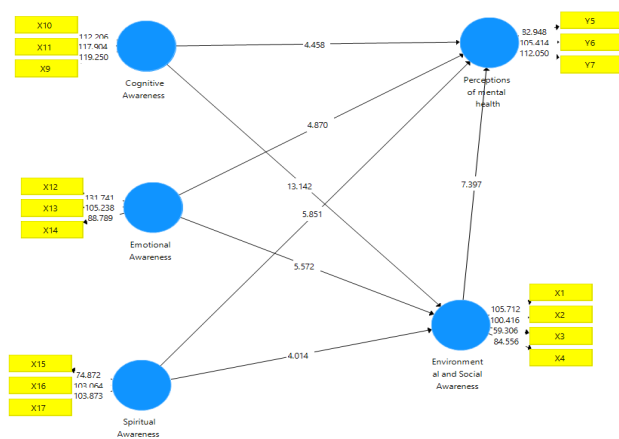 X10
X11
X9
112.206
117.904
119.250
Cognitive
Awareness
4.458
82.948
105.414
112.050
Y5
Y6
Y7
Perceptions
of mental
health
4.870
13.142
5.851
7.397
X12
X13
X14
131.741
105.238
88.789
Emotional
Awareness
5.572
4.014
105.712
100.416
59.306
84.556
X1
X2
X3
X4
Environment
al and Social
Awareness
X15
X16
X17
74.872
103.064
103.873
Spiritual
Awareness